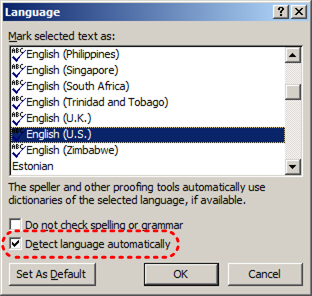 Language
Mark selected text as:
English (Philippines)
English (Singapore)
English (South Africa)
English (Trinidad and Tobago)
English (U.K.)
English (U.S.)
English (Zimbabwe)
Estonian
The speller and other proofing tools automatically use
dictionaries of the selected language, if available.
Do not check spelling or grammar
Detect language automatically
Set As Default
OK
Cancel